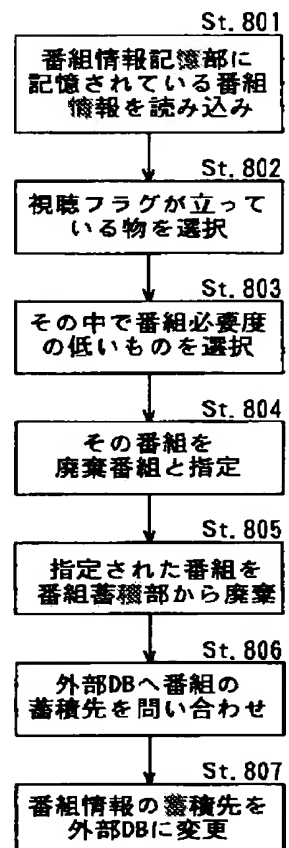 St.801
番組情報記憶部に
記憶されている番組
情報を読み込み
St.802
視聴フラグが立って
いる物を選択
St.803
その中で番組必要度
の低いものを選択
St.804
その番組を
廃棄番組と指定
St.805
指定された番組を
番組蓄積部から廃棄
St.806
外部DBへ番組の
蓄積先を問い合わせ
St.807
番組情報の蓄積先を
外部DBに変更